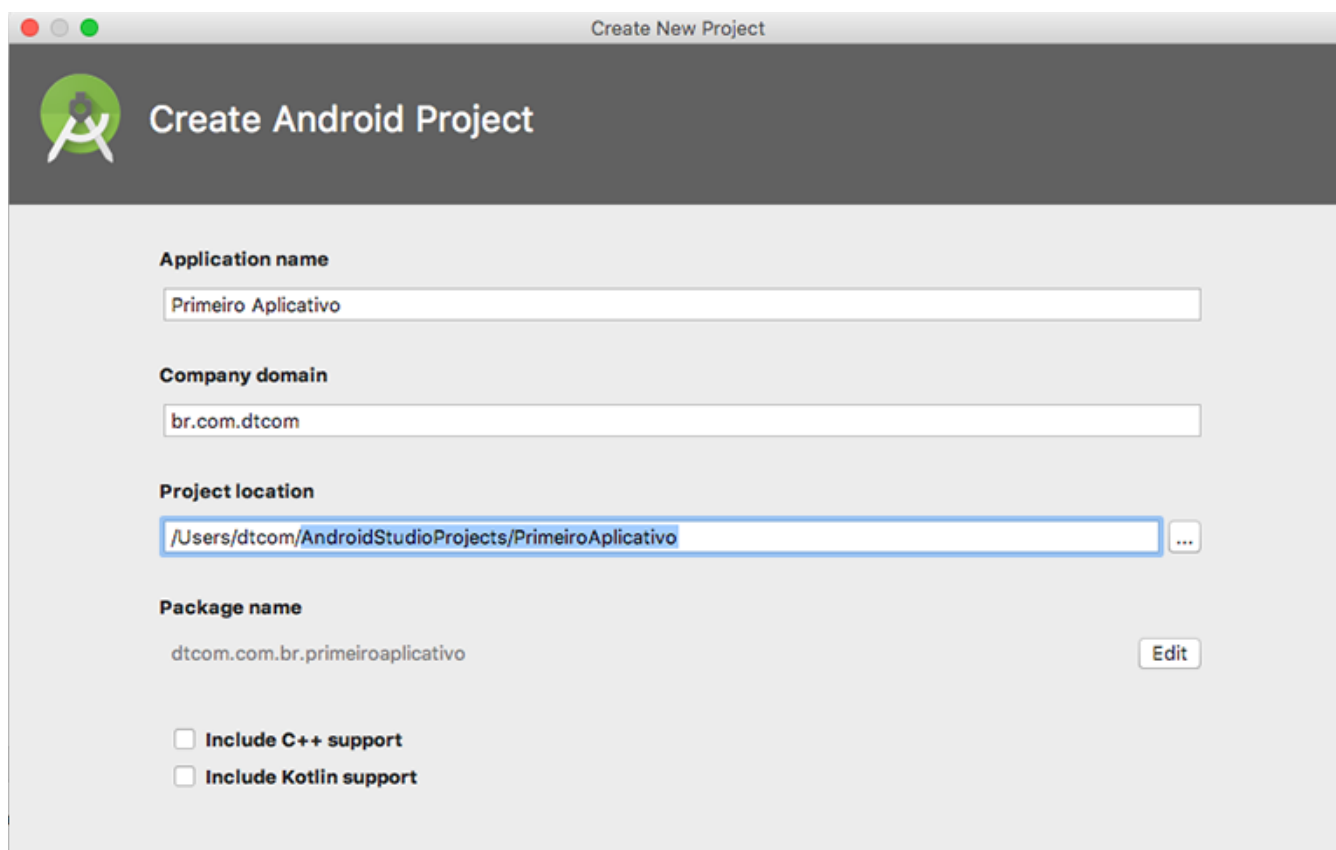 Create New Project
Create Android Project
Application name
Primeiro Aplicativo
Company domain
br.com.dtcom
Project location
/Users/dtcom/AndroidStudioProjects/PrimeiroAplicativo
...
Package name
dtcom.com.br.primeiroaplicativo
Edit
Include C++ support
Include Kotlin support